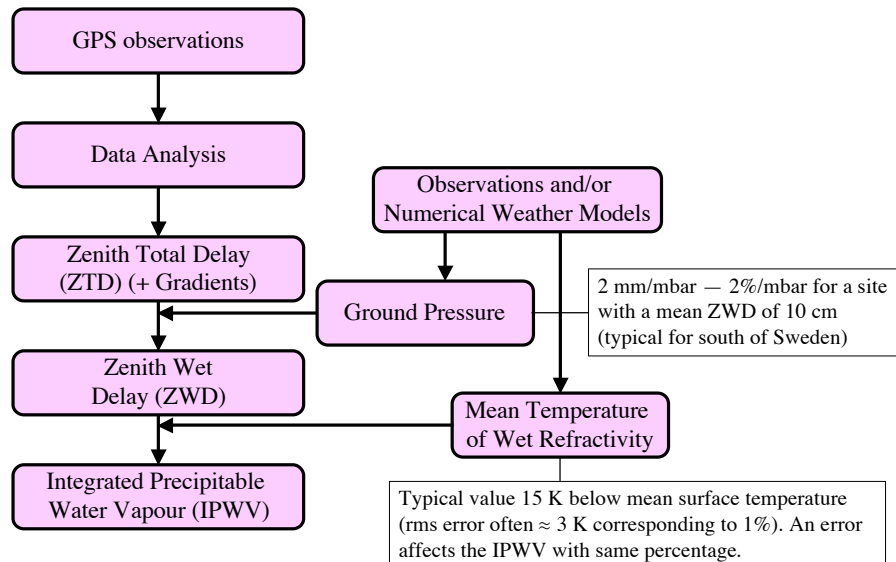 GPS observations
Data Analysis
Observations and/or
Numerical Weather Models
Zenith Total Delay
(ZTD) (+ Gradients)
Ground Pressure
2 mm/mbar — 2%/mbar for a site
with a mean ZWD of 10 cm
(typical for south of Sweden)
Zenith Wet
Delay (ZWD)
Mean Temperature
of Wet Refractivity
Integrated Precipitable
Water Vapour (IPWV)
Typical value 15 K below mean surface temperature
(rms error often ≈ 3 K corresponding to 1%). An error
affects the IPWV with same percentage.